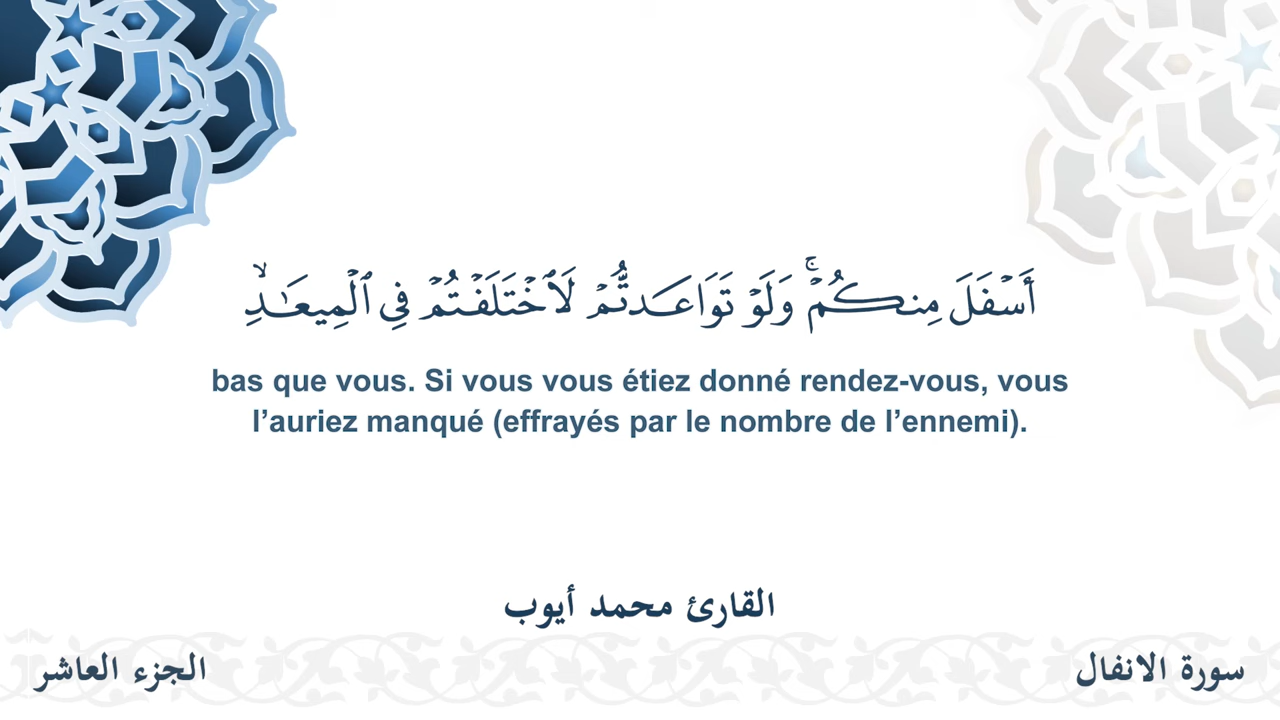 أَسۡفَلَ مِنكُمۡۚ وَلَوۡ تَوَاعَدتُّمۡ لَٱخۡتَلَفۡتُمۡ فِي ٱلۡمِيعَٰدِ ۙ
bas que vous. Si vous vous étiez donné rendez-vous, vous
l’auriez manqué (effrayés par le nombre de l’ennemi).
القارئ محمد أيوب
سورة الانفال
الجزء العاشر